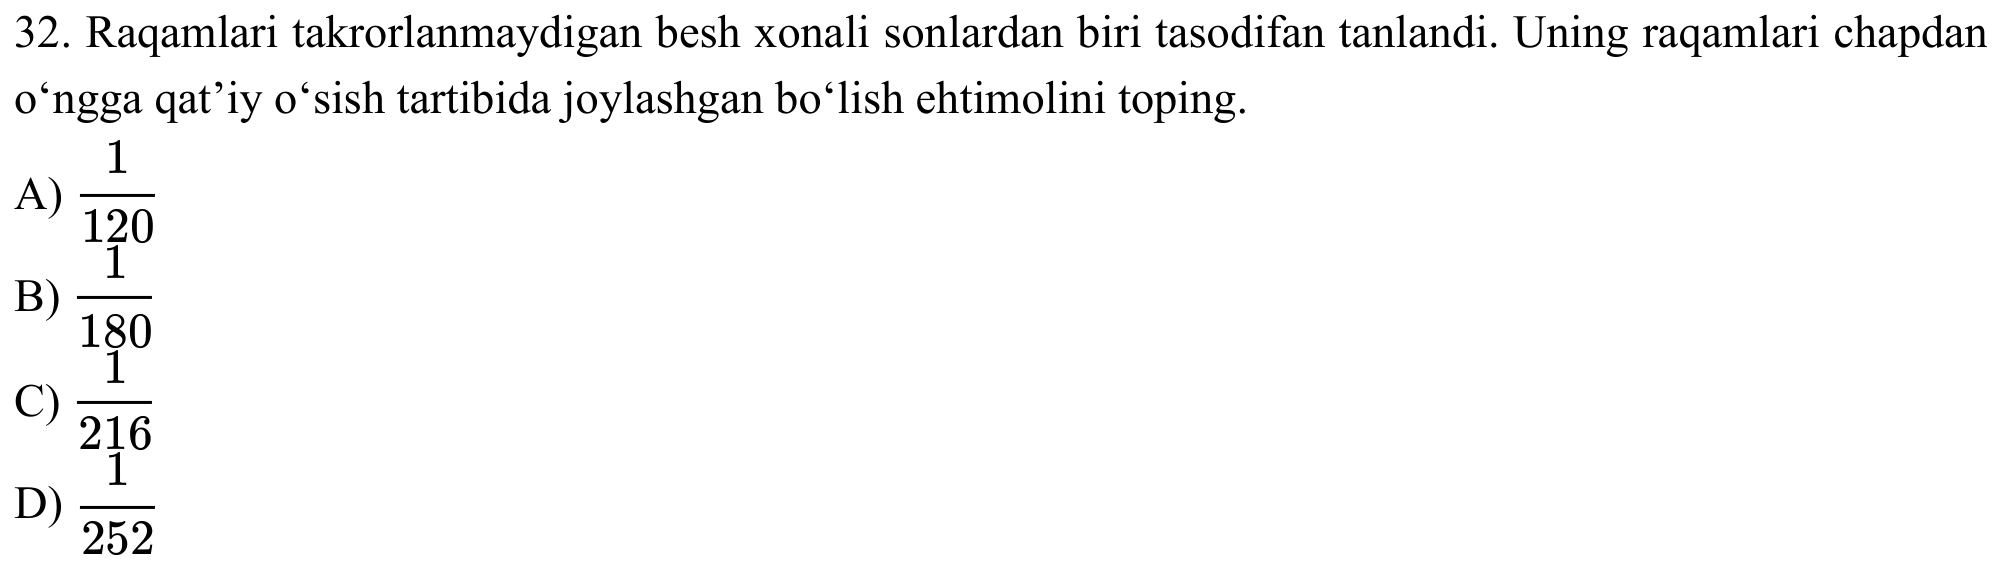 32. Raqamlari takrorlanmaydigan besh xonali sonlardan biri tasodifan tanlandi. Uning raqamlari chapdan
o‘ngga qat’iy o‘sish tartibida joylashgan bo‘lish ehtimolini toping.
A) 1/120
B) 1/180
C) 1/216
D) 1/252